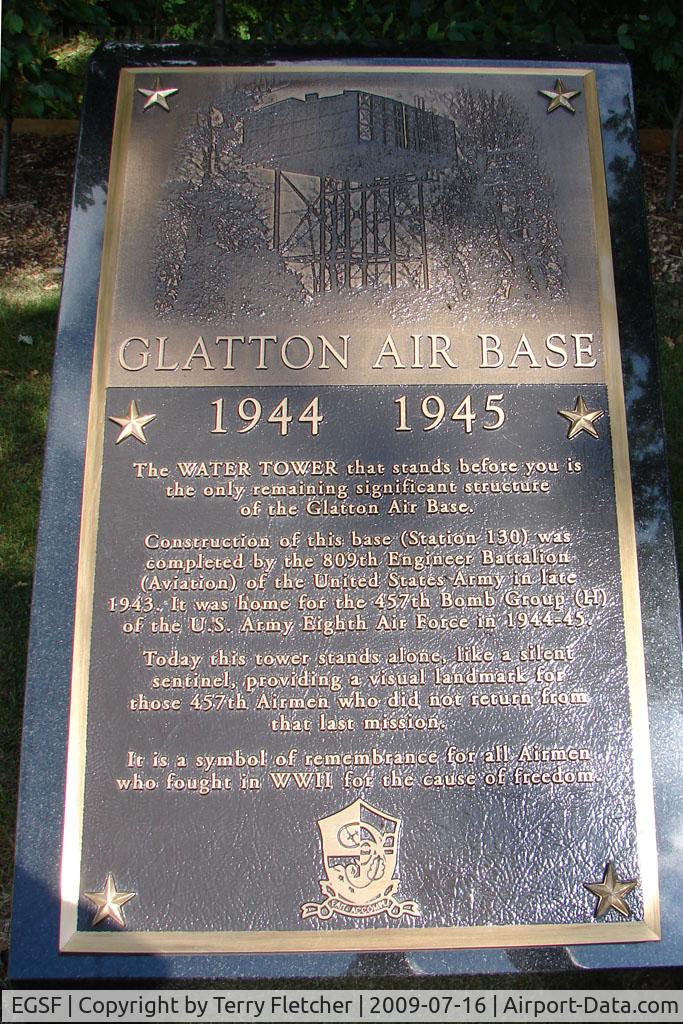 GLATTON AIR BASE
1944 1945
The WATER TOWER that stands before you is
the only remaining significant structure
of the Glatton Air Base.
Construction of this base (Station 130) was
completed by the 809th Engineer Battalion
(Aviation) of the United States Army in late
1943. It was home for the 457th Bomb Group (H)
of the U.S. Army Eighth Air Force in 1944-45.
Today this tower stands alone, like a silent
sentinel, providing a visual landmark for
those 457th Airmen who did not return from
that last mission.
It is a symbol of remembrance for all Airmen
who fought in WWII for the cause of freedom.
FAIT ACCOMPLI
EGSF | Copyright by Terry Fletcher | 2009-07-16 | Airport-Data.com